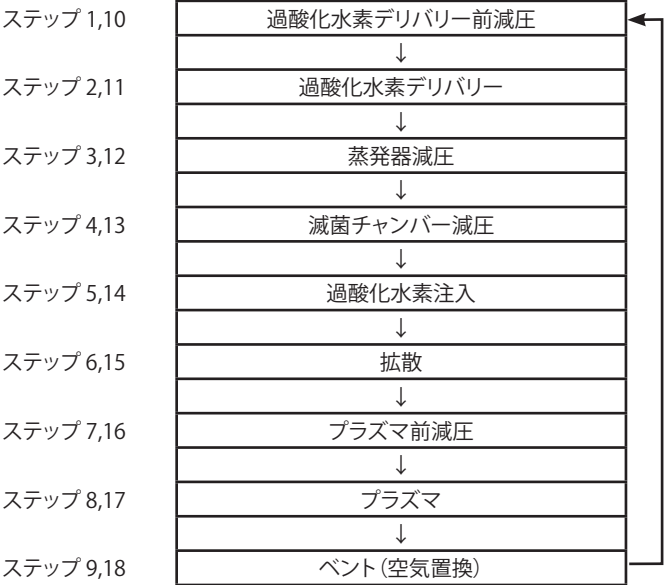 ステップ 1,10 過酸化水素デリバリー前減圧
↓
ステップ 2,11 過酸化水素デリバリー
↓
ステップ 3,12 蒸発器減圧
↓
ステップ 4,13 滅菌チャンバー減圧
↓
ステップ 5,14 過酸化水素注入
↓
ステップ 6,15 拡散
↓
ステップ 7,16 プラズマ前減圧
↓
ステップ 8,17 プラズマ
↓
ステップ 9,18 ベント（空気置換）